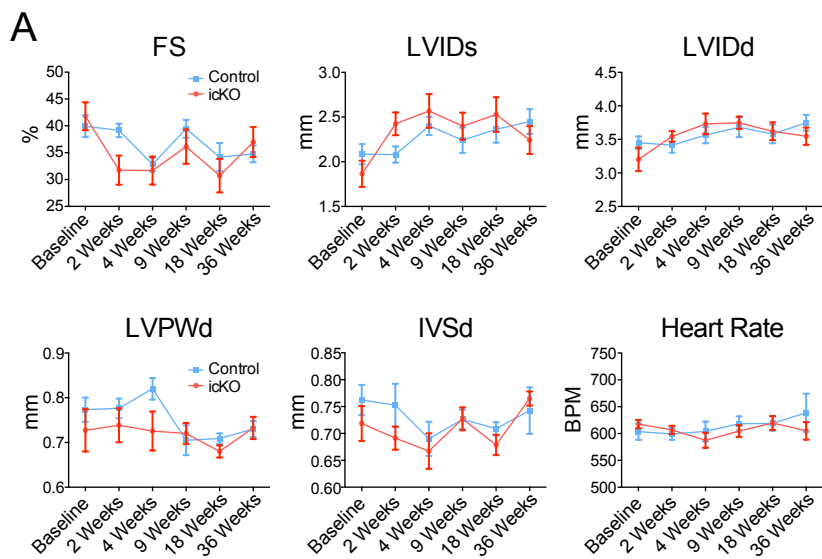 A
FS
%
50
45
40
35
30
25
Control
icKO
Baseline
2 Weeks
4 Weeks
9 Weeks
18 Weeks
36 Weeks
LVIDs
mm
3.0
2.5
2.0
1.5
Baseline
2 Weeks
4 Weeks
9 Weeks
18 Weeks
36 Weeks
LVIDd
mm
4.5
4.0
3.5
3.0
2.5
Baseline
2 Weeks
4 Weeks
9 Weeks
18 Weeks
36 Weeks
LVPWd
mm
0.9
0.8
0.7
0.6
Control
icKO
Baseline
2 Weeks
4 Weeks
9 Weeks
18 Weeks
36 Weeks
IVSd
mm
0.85
0.80
0.75
0.70
0.65
0.60
Baseline
2 Weeks
4 Weeks
9 Weeks
18 Weeks
36 Weeks
Heart Rate
BPM
750
700
650
600
550
500
Baseline
2 Weeks
4 Weeks
9 Weeks
18 Weeks
36 Weeks